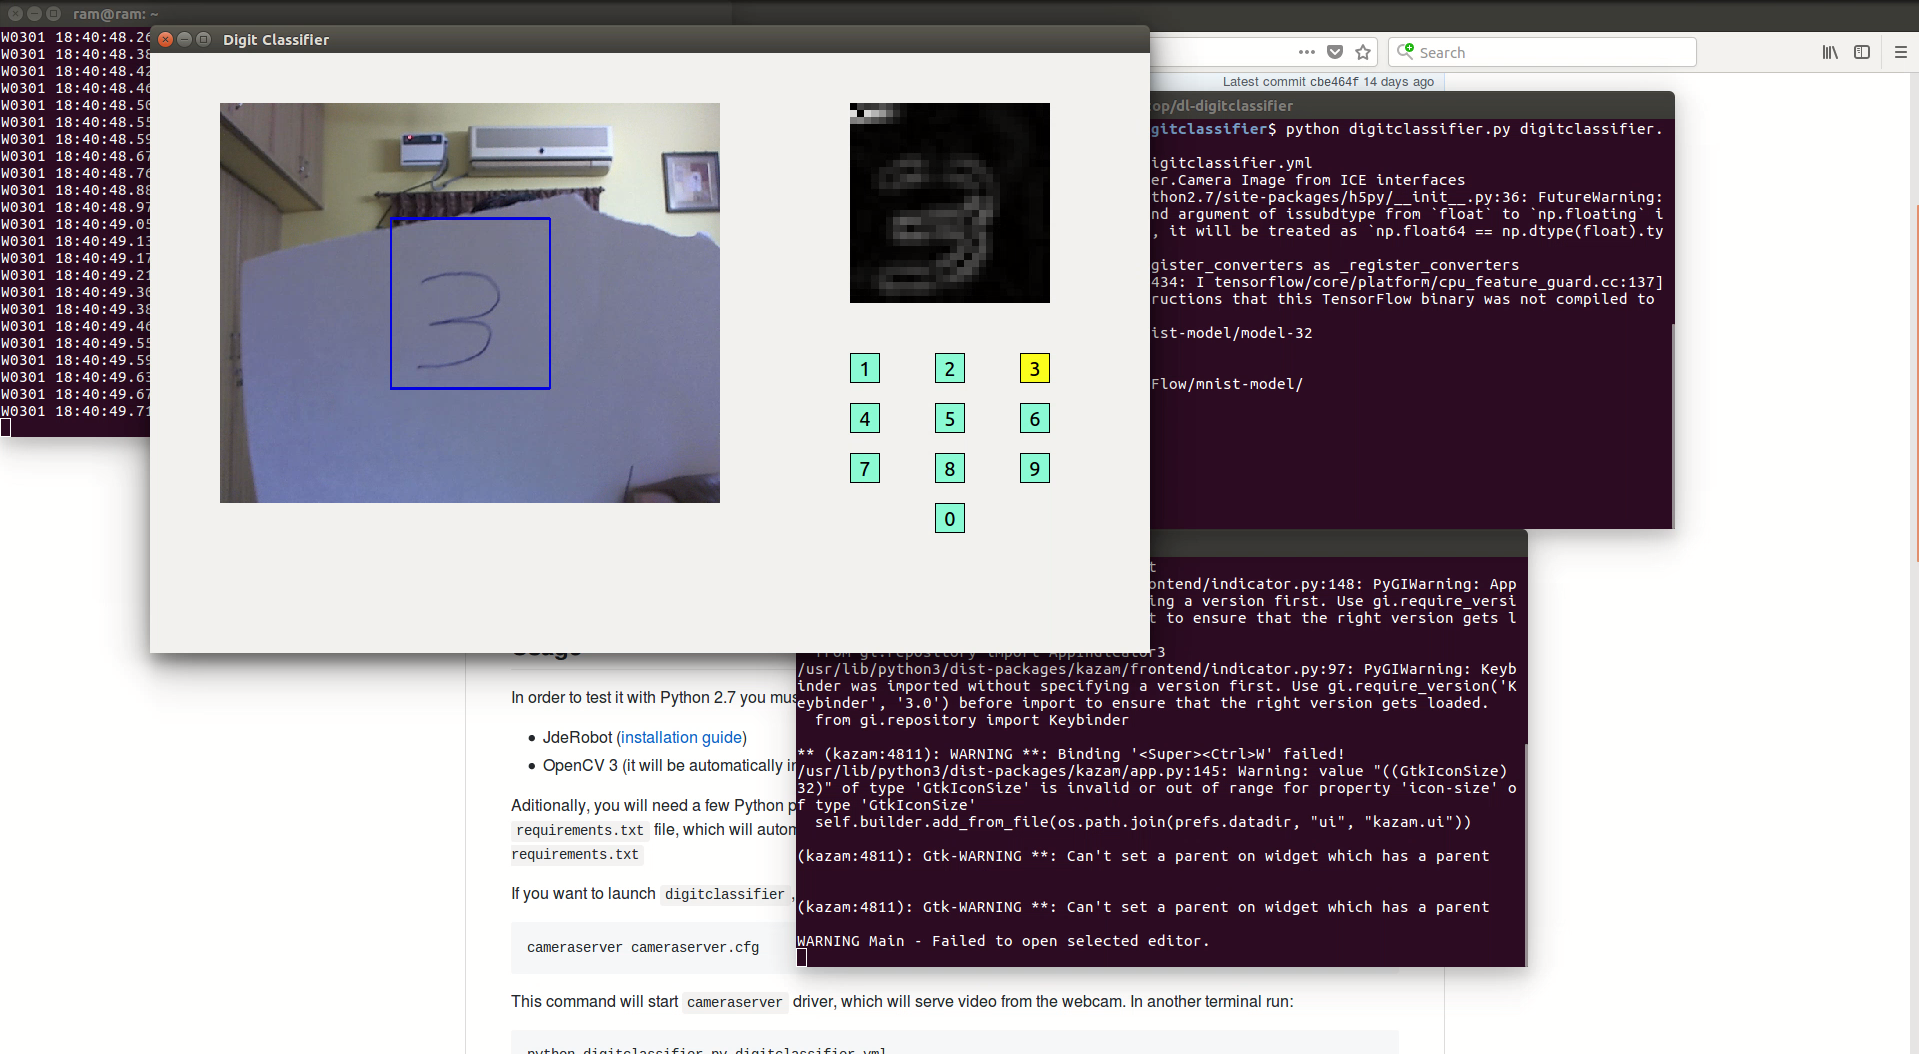 ram@ram: ~
W0301 18:40:48.26
W0301 18:40:48.38
W0301 18:40:48.42
W0301 18:40:48.46
W0301 18:40:48.50
W0301 18:40:48.55
W0301 18:40:48.59
W0301 18:40:48.67
W0301 18:40:48.76
W0301 18:40:48.88
W0301 18:40:48.97
W0301 18:40:49.05
W0301 18:40:49.13
W0301 18:40:49.17
W0301 18:40:49.21
W0301 18:40:49.30
W0301 18:40:49.38
W0301 18:40:49.46
W0301 18:40:49.55
W0301 18:40:49.59
W0301 18:40:49.63
W0301 18:40:49.67
W0301 18:40:49.71
Digit Classifier
3
1 2 3
4 5 6
7 8 9
0
Search
Latest commit cbe464f 14 days ago
top/dl-digitclassifier
gitclassifier$ python digitclassifier.py digitclassifier.
igitclassifier.yml
er.Camera Image from ICE interfaces
thon2.7/site-packages/h5py/__init__.py:36: FutureWarning:
nd argument of issubdtype from `float` to `np.floating` i
, it will be treated as `np.float64 == np.dtype(float).ty
gister_converters as _register_converters
434: I tensorflow/core/platform/cpu_feature_guard.cc:137]
ructions that this TensorFlow binary was not compiled to
ist-model/model-32
Flow/mnist-model/
t
ontend/indicator.py:148: PyGIWarning: App
ing a version first. Use gi.require_versi
t to ensure that the right version gets l
from gi.repository import AppIndicator3
/usr/lib/python3/dist-packages/kazam/frontend/indicator.py:97: PyGIWarning: Keyb
inder was imported without specifying a version first. Use gi.require_version('K
eybinder', '3.0') before import to ensure that the right version gets loaded.
from gi.repository import Keybinder
** (kazam:4811): WARNING **: Binding '<Super><Ctrl>W' failed!
/usr/lib/python3/dist-packages/kazam/app.py:145: Warning: value "((GtkIconSize)
32)" of type 'GtkIconSize' is invalid or out of range for property 'icon-size' o
f type 'GtkIconSize'
self.builder.add_from_file(os.path.join(prefs.datadir, "ui", "kazam.ui"))
(kazam:4811): Gtk-WARNING **: Can't set a parent on widget which has a parent
(kazam:4811): Gtk-WARNING **: Can't set a parent on widget which has a parent
WARNING Main - Failed to open selected editor.
Usage
In order to test it with Python 2.7 you mus
JdeRobot (installation guide)
OpenCV 3 (it will be automatically in
Aditionally, you will need a few Python p
requirements.txt file, which will autom
requirements.txt
If you want to launch digitclassifier,
cameraserver cameraserver.cfg
This command will start cameraserver driver, which will serve video from the webcam. In another terminal run:
python digitclassifier.py digitclassifier.yml